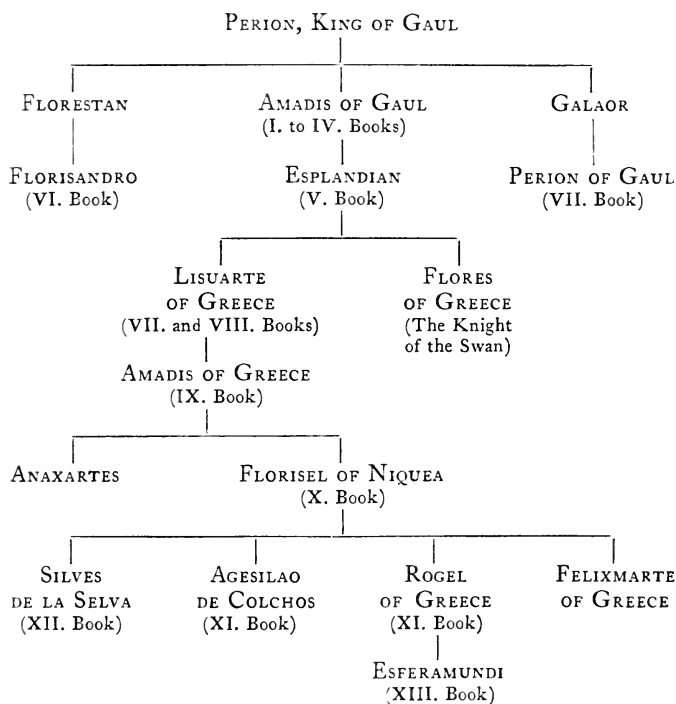 Perion, King of Gaul
Florestan
Amadis of Gaul
(I. to IV. Books)
Galaor
Florisandro
(VI. Book)
Esplandian
(V. Book)
Perion of Gaul
(VII. Book)
Lisuarte
of Greece
(VII. and VIII. Books)
Flores
of Greece
(The Knight
of the Swan)
Amadis of Greece
(IX. Book)
Anaxartes
Florisel of Niquea
(X. Book)
Silves
de la Selva
(XII. Book)
Agesilao
de Colchos
(XI. Book)
Rogel
of Greece
(XI. Book)
Felixmarte
of Greece
Esferamundi
(XIII. Book)